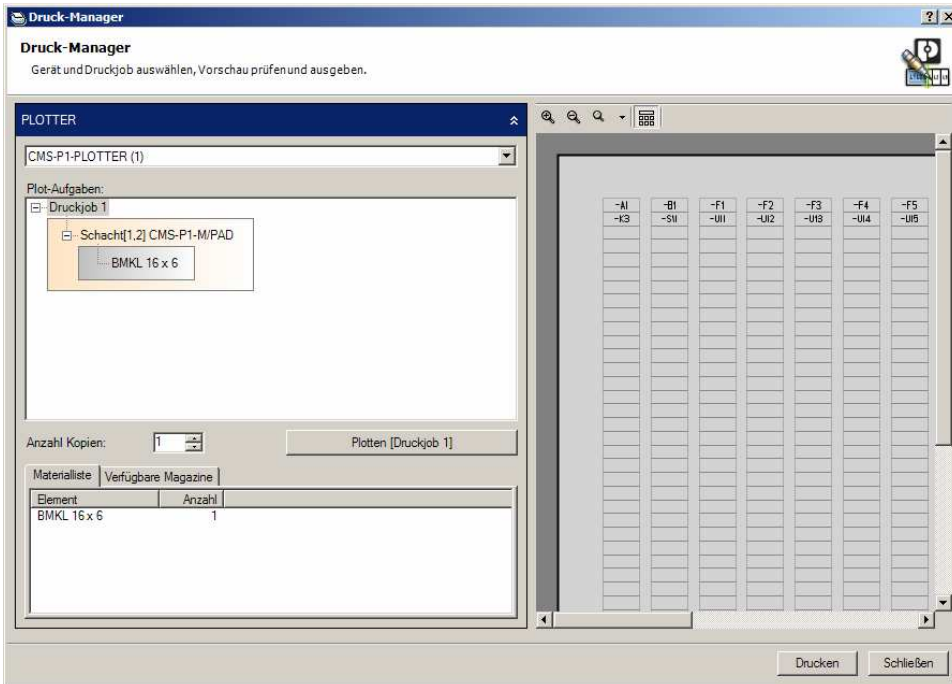 Druck-Manager
Druck-Manager
Gerät und Druckjob auswählen, Vorschau prüfen und ausgeben.
PLOTTER
CMS-P1-PLOTTER (1)
Plot-Aufgaben:
Druckjob 1
Schacht[1,2] CMS-P1-M/PAD
BMKL 16 x 6
Anzahl Kopien: 1 Plotten [Druckjob 1]
Materialliste Verfügbare Magazine
Element Anzahl
BMKL 16 x 6 1
-A1 -B1 -F1 -F2 -F3 -F4 -F5
-K3 -S11 -U11 -U12 -U13 -U14 -U15
Drucken Schließen